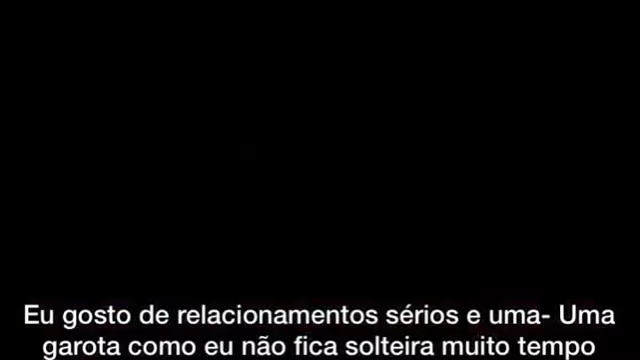 Eu gosto de relacionamentos sérios e uma- Uma
garota como eu não fica solteira muito tempo